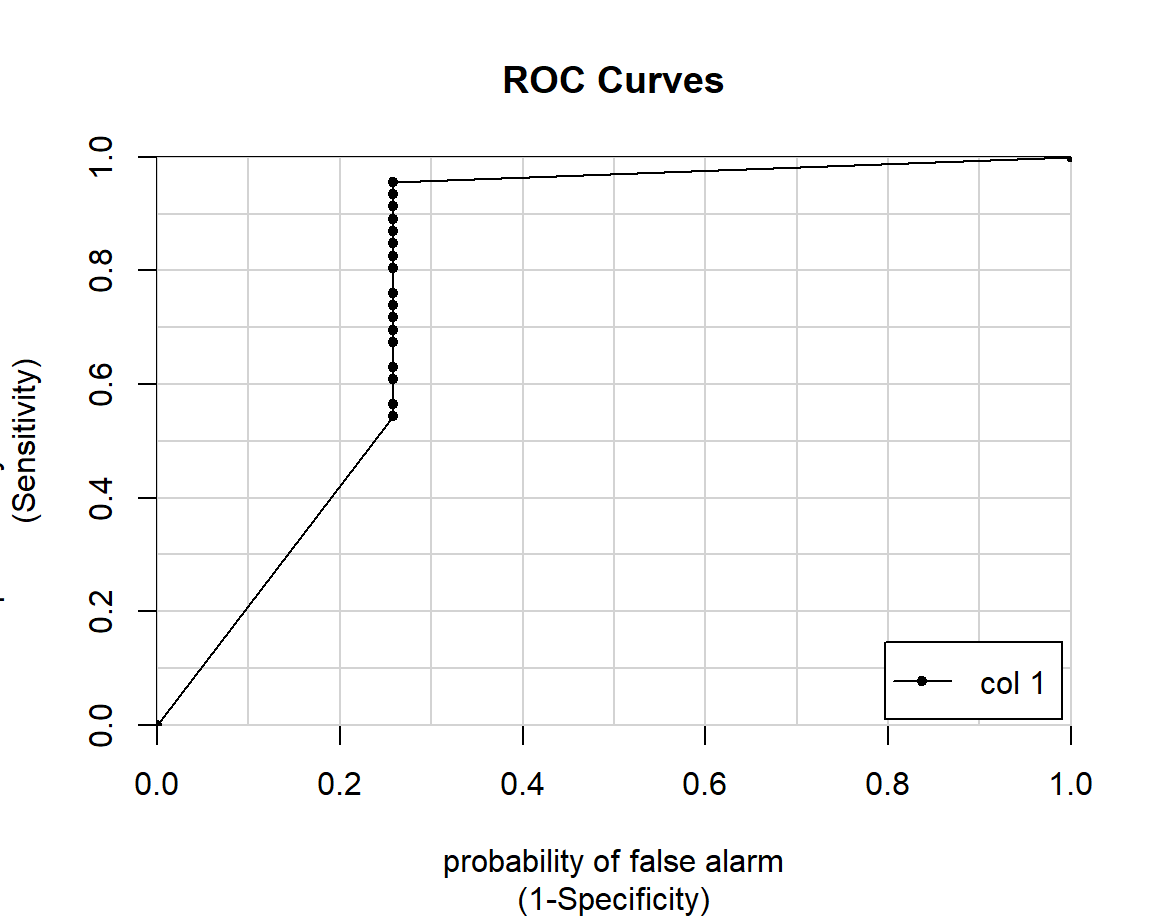 ROC Curves
(Sensitivity)
1.0
0.8
0.6
0.4
0.2
0.0
col 1
0.0 0.2 0.4 0.6 0.8 1.0
probability of false alarm
(1-Specificity)